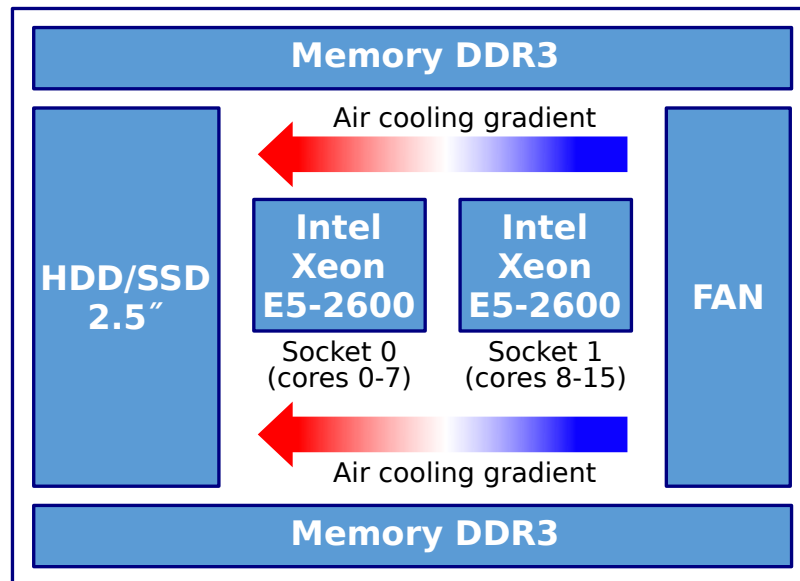 Memory DDR3
Air cooling gradient
HDD/SSD
2.5″
Intel
Xeon
E5-2600
Socket 0
(cores 0-7)
Intel
Xeon
E5-2600
Socket 1
(cores 8-15)
FAN
Air cooling gradient
Memory DDR3